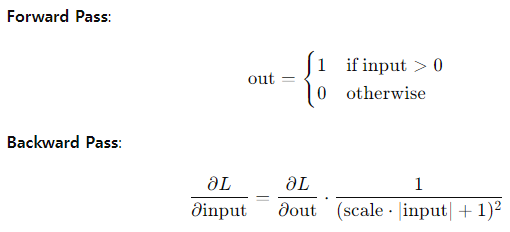 Forward Pass:
out = { 1 if input > 0
0 otherwise
Backward Pass:
∂L/∂input = ∂L/∂out · 1/(scale · |input| + 1)²